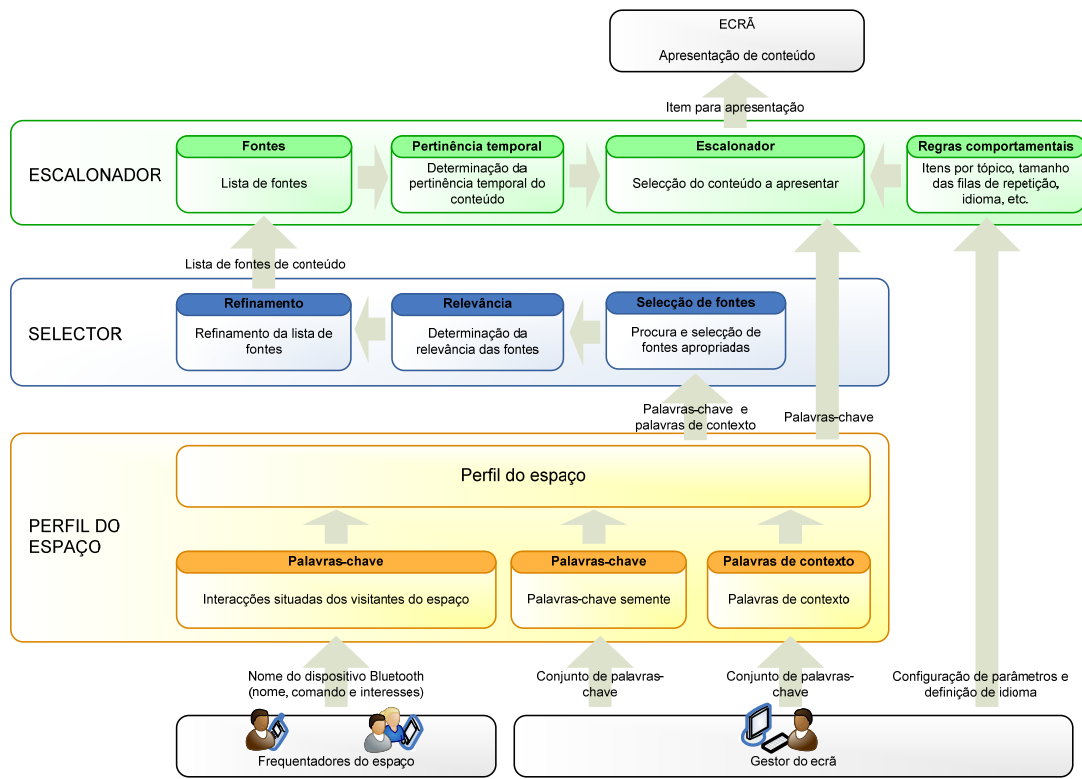 ECRÃ
Apresentação de conteúdo
Item para apresentação
ESCALONADOR
Fontes
Lista de fontes
Pertinência temporal
Determinação da
pertinência temporal do
conteúdo
Escalonador
Selecção do conteúdo a apresentar
Regras comportamentais
Itens por tópico, tamanho
das filas de repetição,
idioma, etc.
Lista de fontes de conteúdo
SELECTOR
Refinamento
Refinamento da lista de
fontes
Relevância
Determinação da
relevância das fontes
Selecção de fontes
Procura e selecção de
fontes apropriadas
Palavras-chave e
palavras de contexto
Palavras-chave
PERFIL DO
ESPAÇO
Perfil do espaço
Palavras-chave
Interacções situadas dos visitantes do espaço
Palavras-chave
Palavras-chave semente
Palavras de contexto
Palavras de contexto
Nome do dispositivo Bluetooth
(nome, comando e interesses)
Conjunto de palavras-
chave
Conjunto de palavras-
chave
Configuração de parâmetros e
definição de idioma
Frequentadores do espaço
Gestor do ecrã